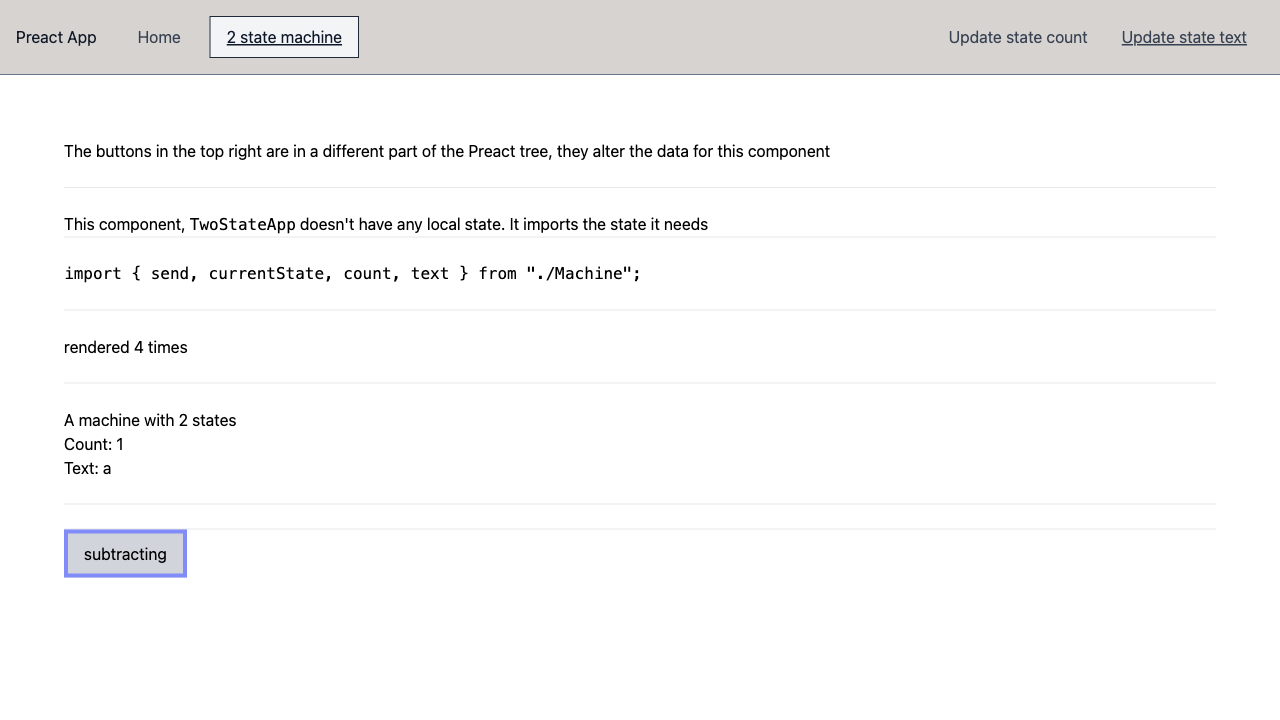 Preact App Home 2 state machine Update state count Update state text
The buttons in the top right are in a different part of the Preact tree, they alter the data for this component
This component, TwoStateApp doesn't have any local state. It imports the state it needs
import { send, currentState, count, text } from "./Machine";
rendered 4 times
A machine with 2 states
Count: 1
Text: a
subtracting